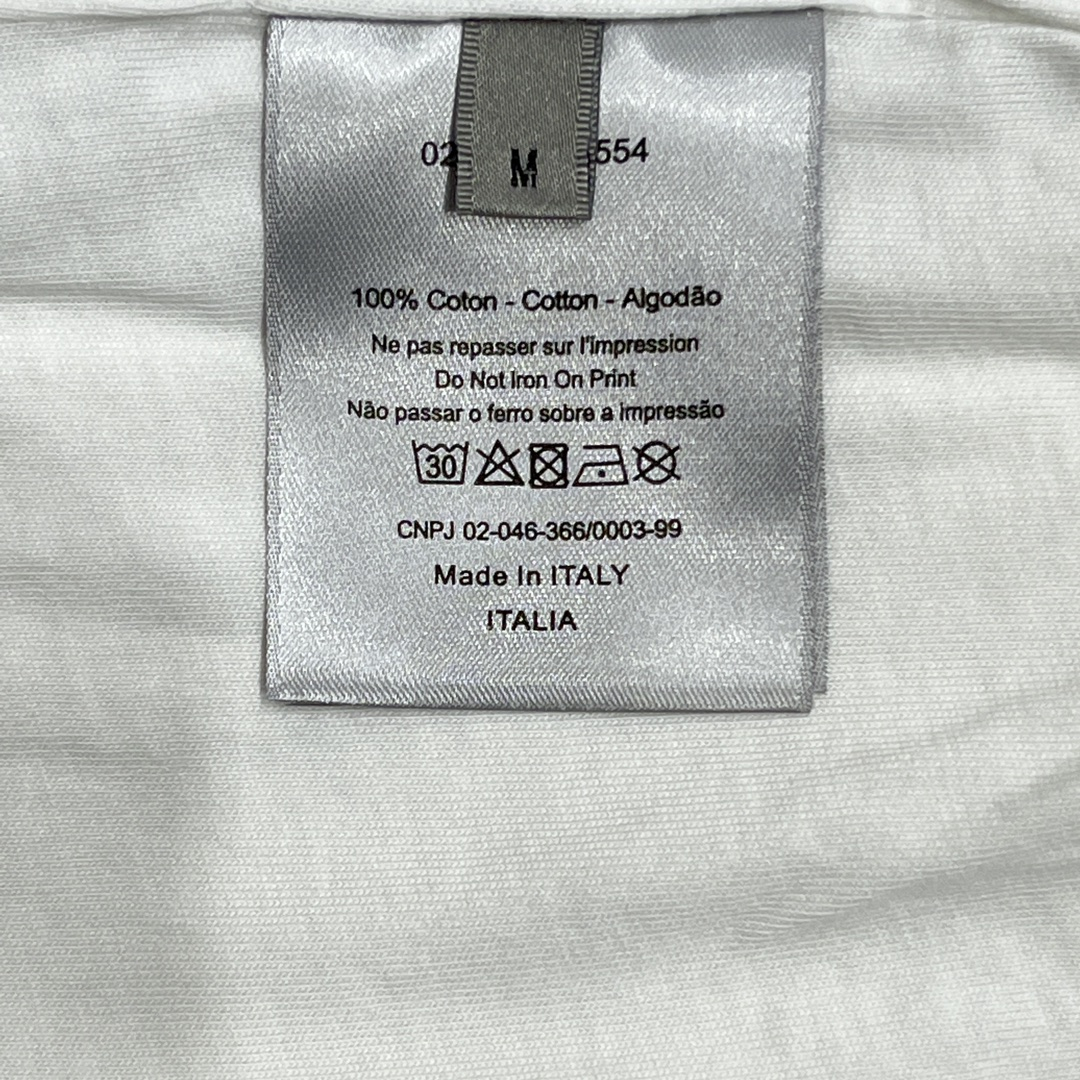 M
02 554
100% Coton - Cotton - Algodão
Ne pas repasser sur l'impression
Do Not Iron On Print
Não passar o ferro sobre a impressão
30
CNPJ 02-046-366/0003-99
Made In ITALY
ITALIA